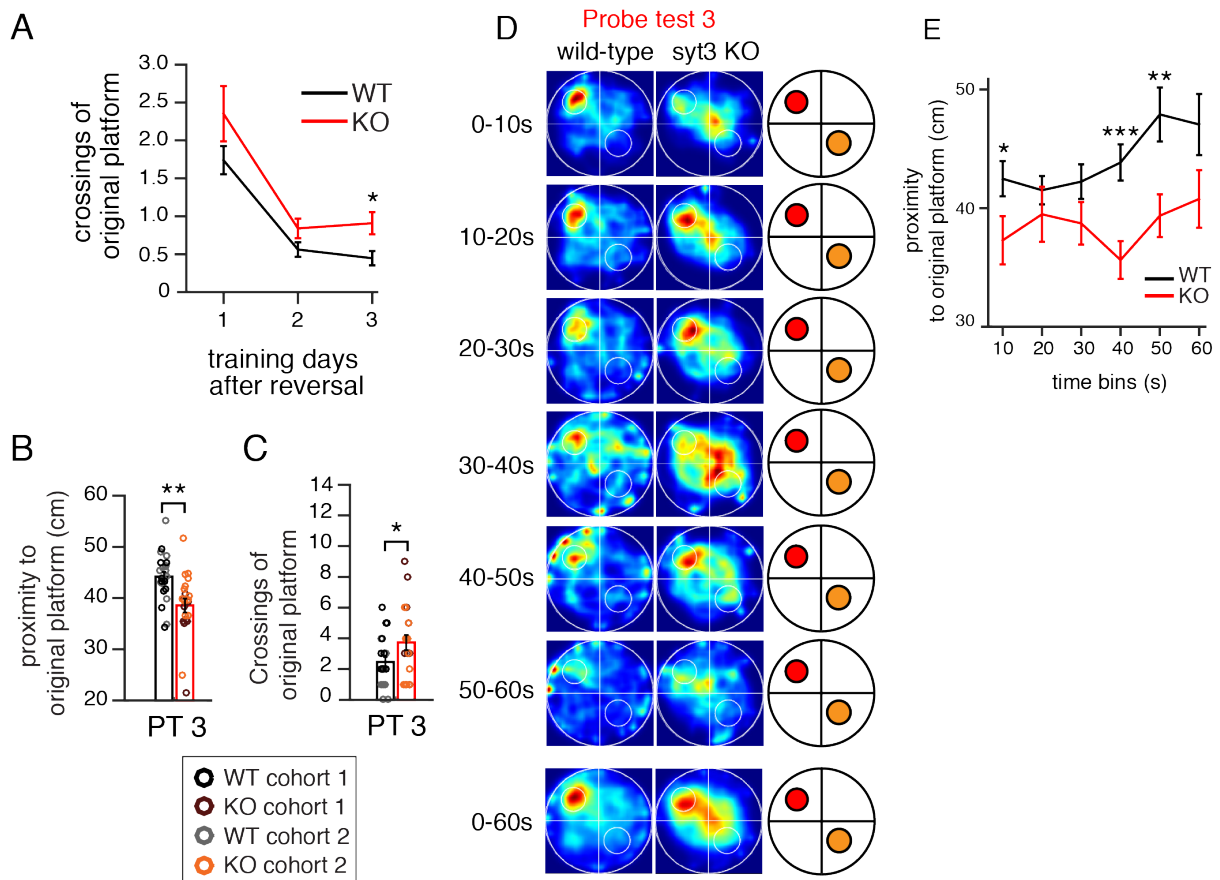 A
crossings of
original platform
3.0
2.5
2.0
1.5
1.0
0.5
0
WT
KO
*
1 2 3
training days
after reversal
B
proximity to
original platform (cm)
60
50
40
30
20
**
PT 3
C
Crossings of
original platform
14
12
10
8
6
4
2
0
*
PT 3
WT cohort 1
KO cohort 1
WT cohort 2
KO cohort 2
D
Probe test 3
wild-type syt3 KO
0-10s
10-20s
20-30s
30-40s
40-50s
50-60s
0-60s
E
proximity
to original platform (cm)
50
40
30
*
***
**
WT
KO
10 20 30 40 50 60
time bins (s)